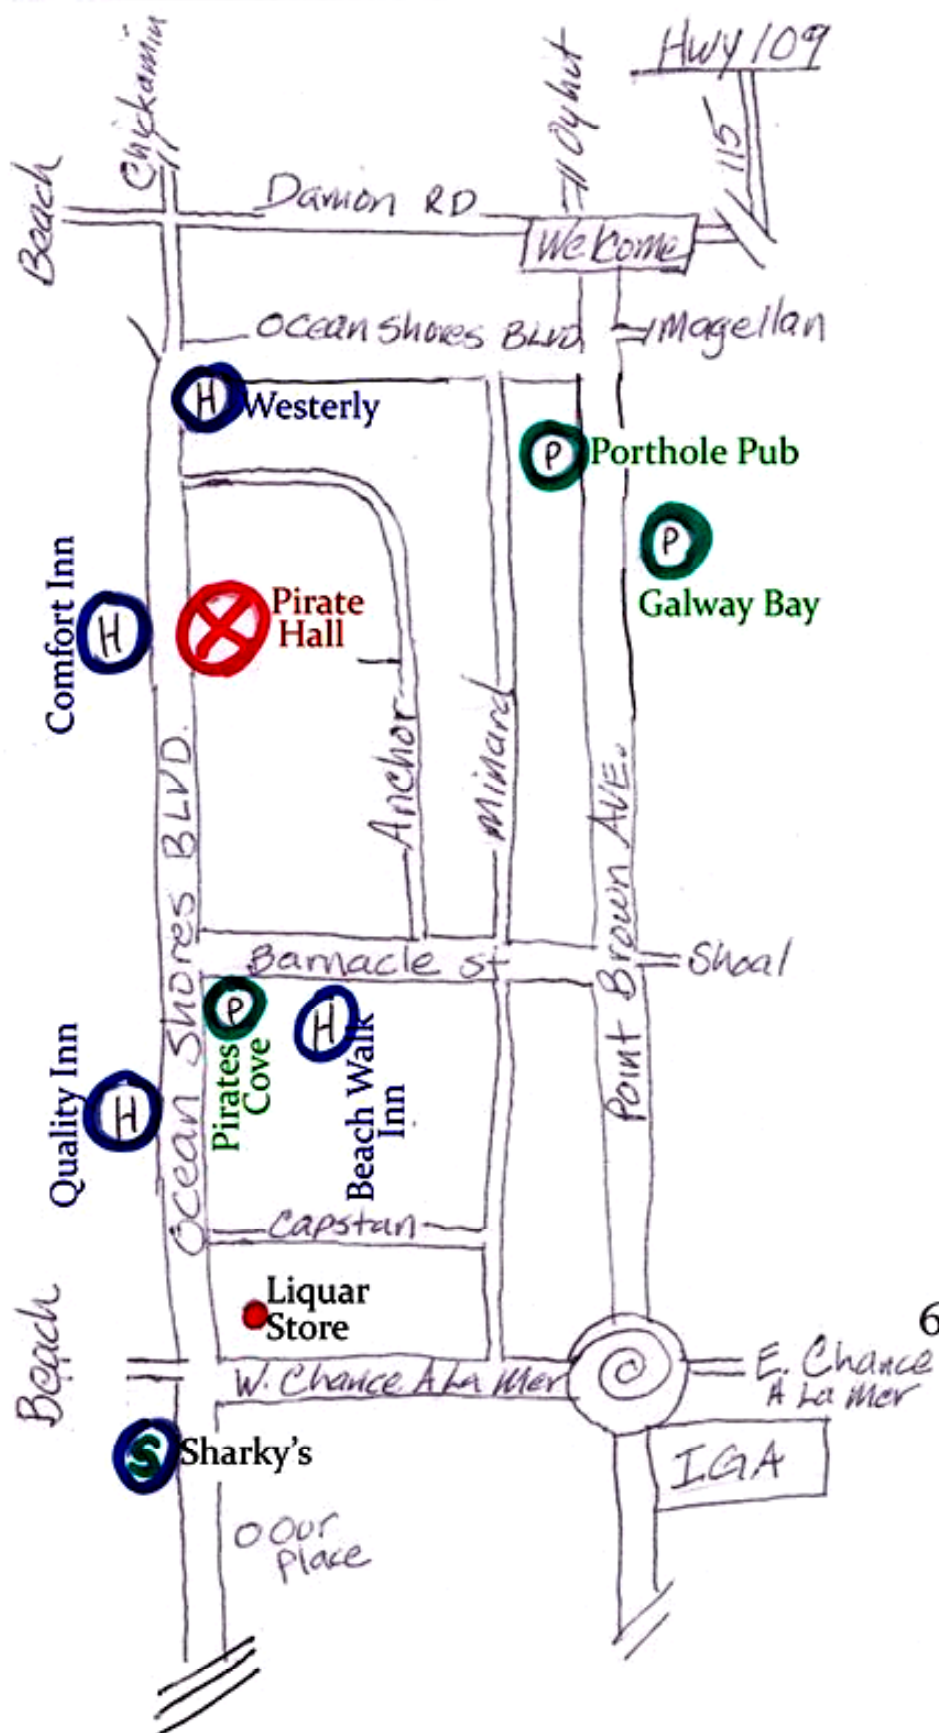 Hwy 109
Chickamin
Oyhut
115
Beach
Damon RD
Welcome
Ocean Shores BLVD
Magellan
H
Westerly
P
Porthole Pub
P
Galway Bay
Comfort Inn
H
Pirate
Hall
Anchor
Minard
Ocean Shores BLVD.
Point Brown AVE.
Barnacle St
Shoal
P
Pirates
Cove
H
Beach Walk
Inn
Quality Inn
H
Capstan
Liquar
Store
6
Beach
W. Chance A La Mer
E. Chance
A La Mer
S
Sharky's
IGA
Our
Place